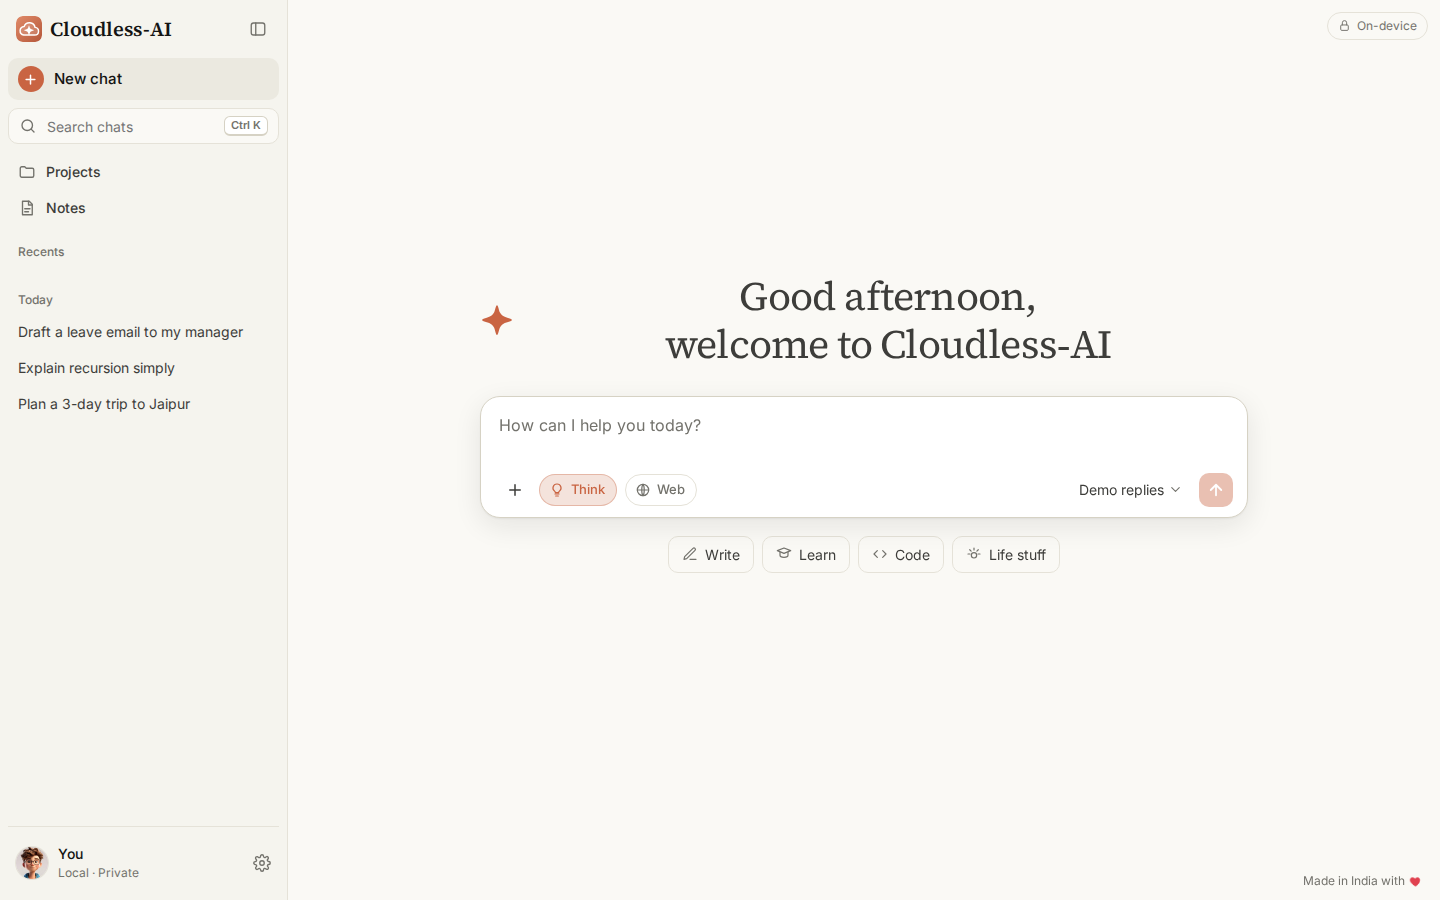 Cloudless-AI
New chat
Search chats
Ctrl K
Projects
Notes
Recents
Today
Draft a leave email to my manager
Explain recursion simply
Plan a 3-day trip to Jaipur
You
Local · Private
On-device
Good afternoon,
welcome to Cloudless-AI
How can I help you today?
Think
Web
Demo replies
Write
Learn
Code
Life stuff
Made in India with